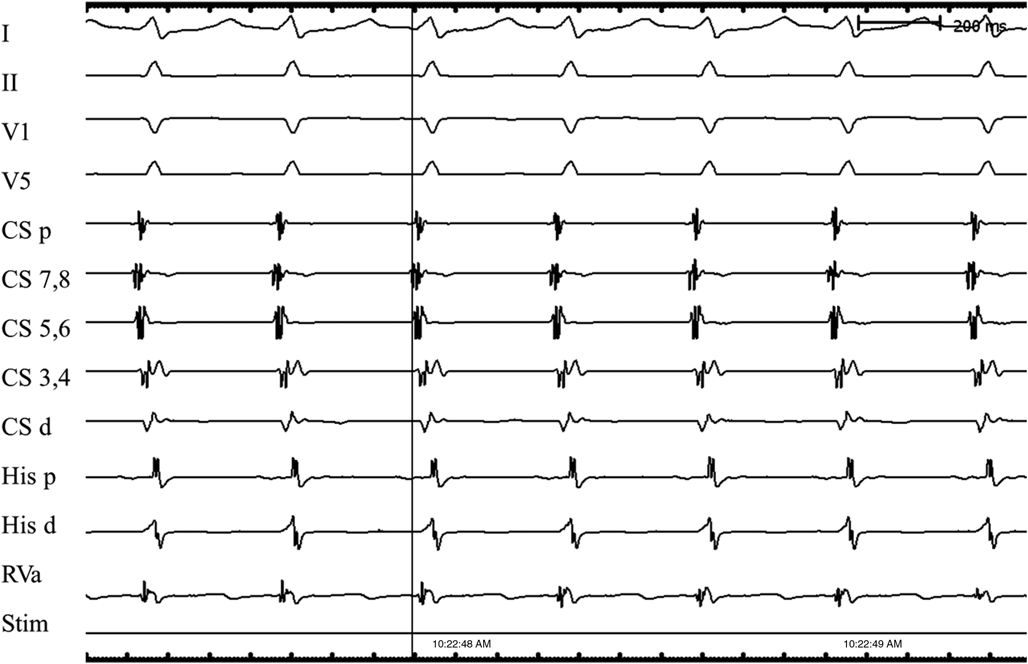 I
200 ms
II
V1
V5
CS p
CS 7,8
CS 5,6
CS 3,4
CS d
His p
His d
RVa
Stim
10:22:48 AM 10:22:49 AM